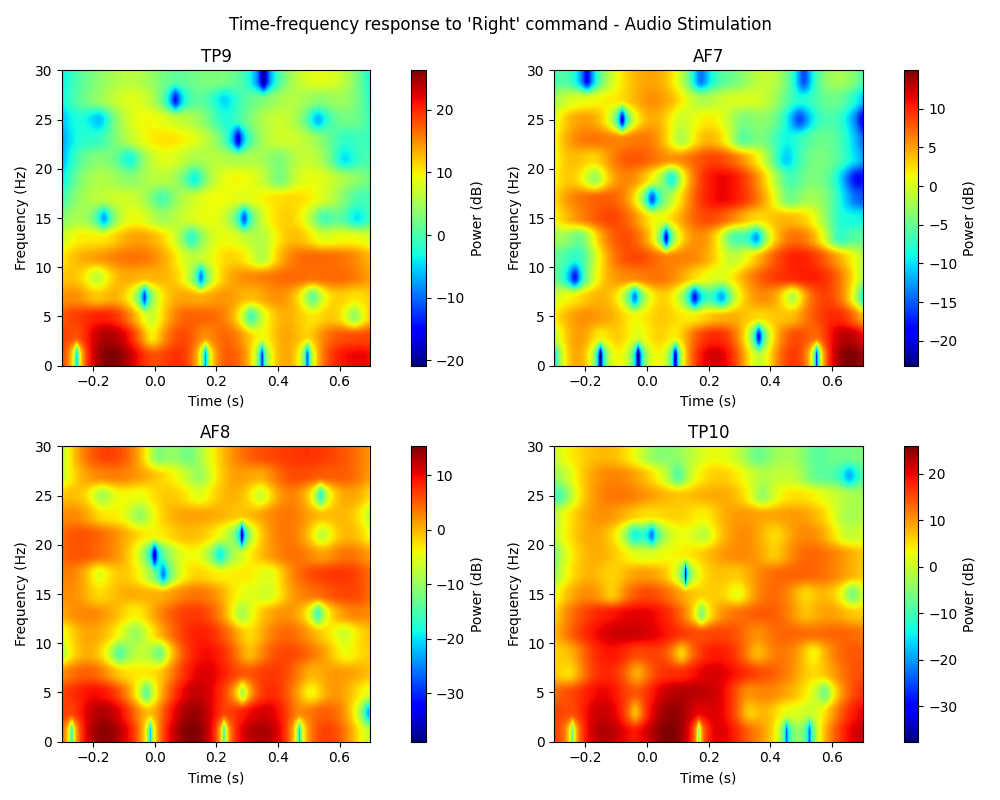 Time-frequency response to 'Right' command - Audio Stimulation
TP9
AF7
30
25
20
15
10
5
0
Frequency (Hz)
−0.2 0.0 0.2 0.4 0.6
Time (s)
20
10
0
−10
−20
Power (dB)
30
25
20
15
10
5
0
Frequency (Hz)
−0.2 0.0 0.2 0.4 0.6
Time (s)
10
5
0
−5
−10
−15
−20
Power (dB)
AF8
TP10
30
25
20
15
10
5
0
Frequency (Hz)
−0.2 0.0 0.2 0.4 0.6
Time (s)
10
0
−10
−20
−30
Power (dB)
30
25
20
15
10
5
0
Frequency (Hz)
−0.2 0.0 0.2 0.4 0.6
Time (s)
20
10
0
−10
−20
−30
Power (dB)